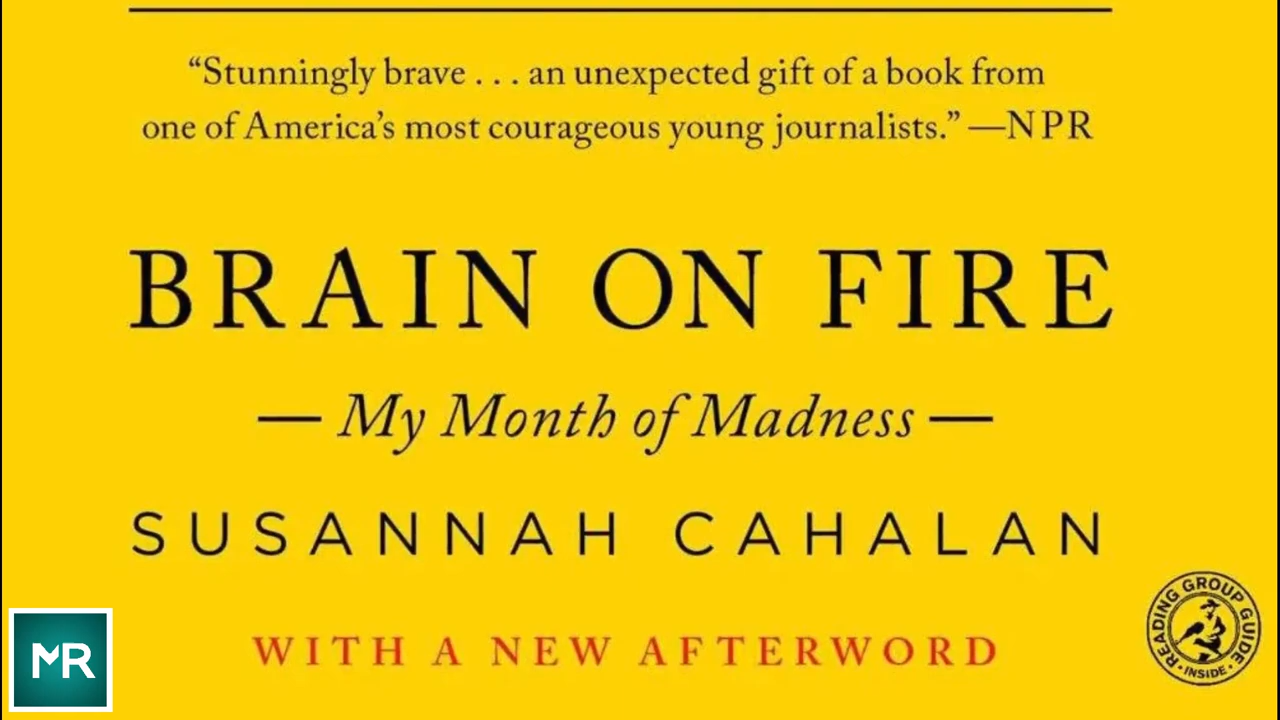 “Stunningly brave . . . an unexpected gift of a book from
one of America’s most courageous young journalists.” —NPR
BRAIN ON FIRE
— My Month of Madness —
SUSANNAH CAHALAN
WITH A NEW AFTERWORD
READING GROUP GUIDE
· INSIDE ·
MR